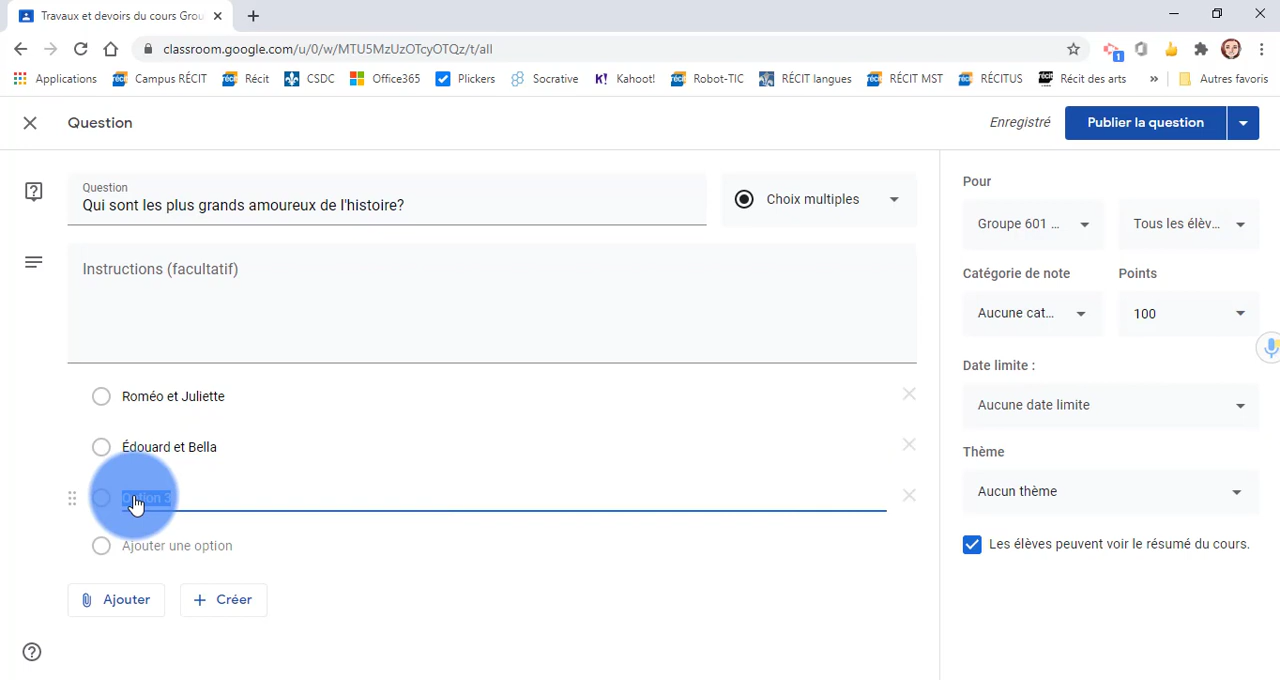 Travaux et devoirs du cours Grou
classroom.google.com/u/0/w/MTU5MzUzOTcyOTQz/t/all
1
Applications Campus RÉCIT Récit CSDC Office365 Plickers Socrative K! Kahoot! Robot-TIC RÉCIT langues RÉCIT MST RÉCITUS Récit des arts » Autres favoris
Question Enregistré Publier la question
Question
Qui sont les plus grands amoureux de l'histoire?
Choix multiples
Instructions (facultatif)
Roméo et Juliette
Édouard et Bella
Option 3
Ajouter une option
Ajouter Créer
Pour
Groupe 601 ... Tous les élèv...
Catégorie de note Points
Aucune cat... 100
Date limite :
Aucune date limite
Thème
Aucun thème
Les élèves peuvent voir le résumé du cours.